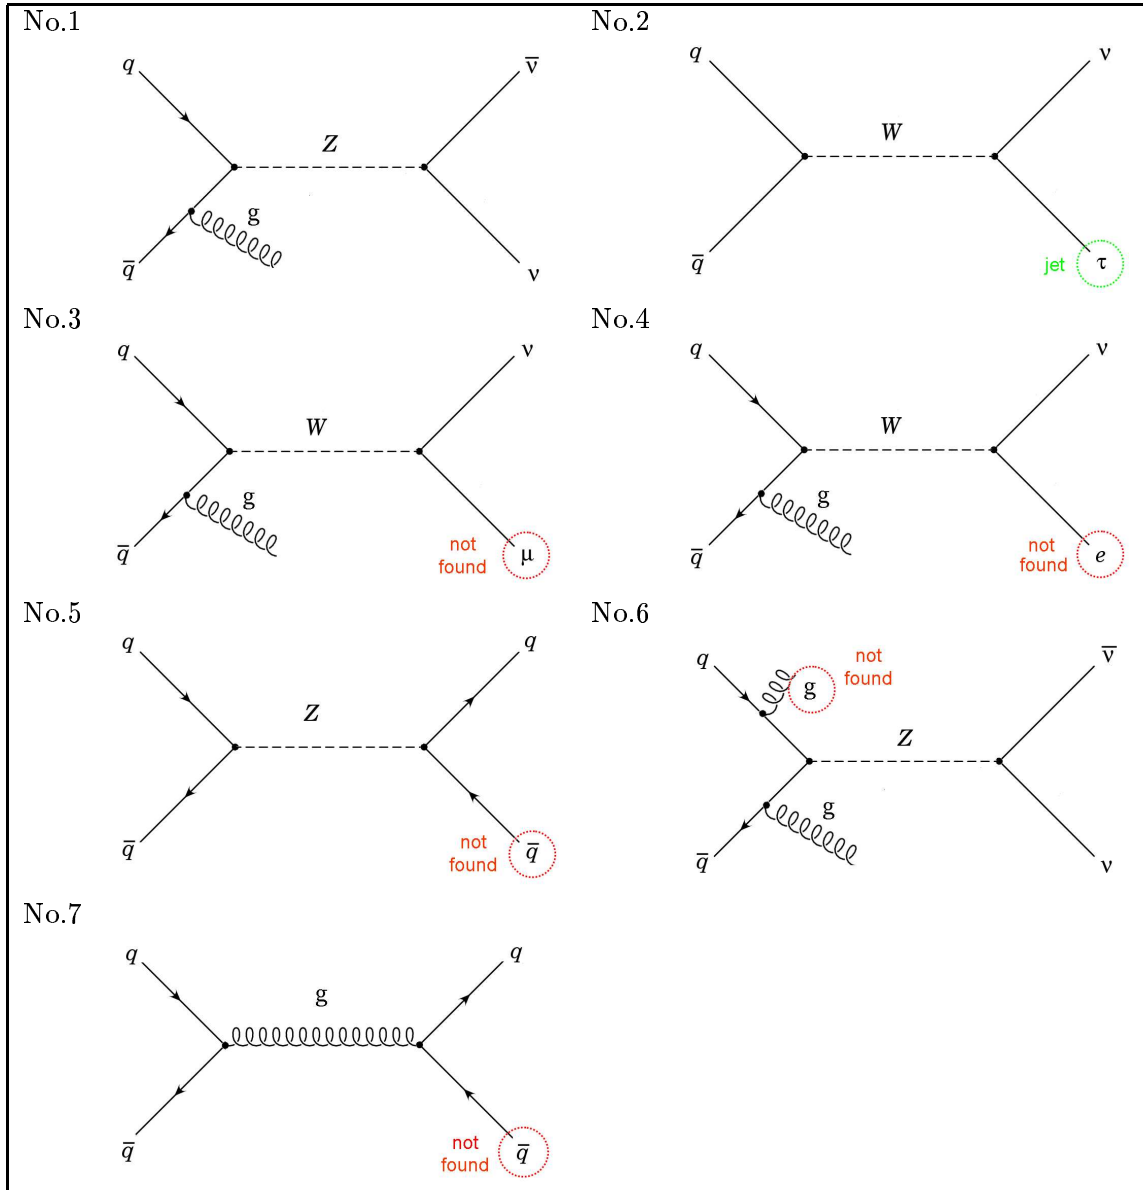 No.1
q
Z
g
q̅
ν̅
ν
No.2
q
W
q̅
ν
jet
τ
No.3
q
W
g
q̅
ν
not
found
μ
No.4
q
W
g
q̅
ν
not
found
e
No.5
q
Z
q̅
q
not
found
q̅
No.6
q
g
not
found
Z
g
q̅
ν̅
ν
No.7
q
g
q̅
q
not
found
q̅